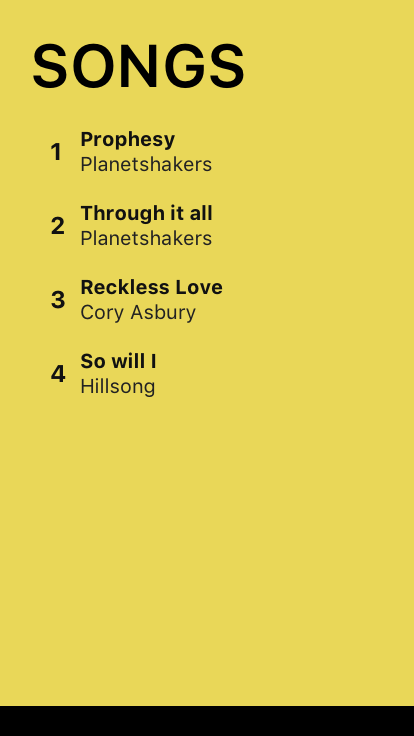 SONGS
1 Prophesy
Planetshakers
2 Through it all
Planetshakers
3 Reckless Love
Cory Asbury
4 So will I
Hillsong